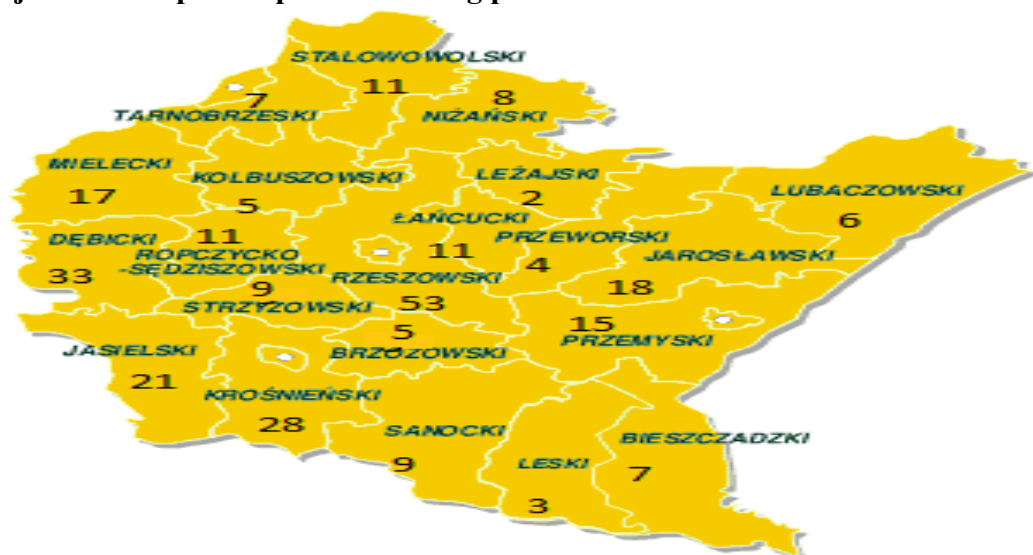 STALOWOWOLSKI
11
7
8
TARNOBRZESKI
NIŻAŃSKI
MIELECKI
17
KOLBUSZOWSKI
5
LEŻAJSKI
2
LUBACZOWSKI
6
ŁAŃCUCKI
11
DĘBICKI
33
11
ROPCZYCKO
-SĘDZISZOWSKI
PRZEWORSKI
4
JAROSŁAWSKI
18
RZESZOWSKI
53
9
STRZYŻOWSKI
5
BRZOZOWSKI
15
PRZEMYSKI
JASIELSKI
21
KROŚNIEŃSKI
28
SANOCKI
9
LESKI
3
BIESZCZADZKI
7